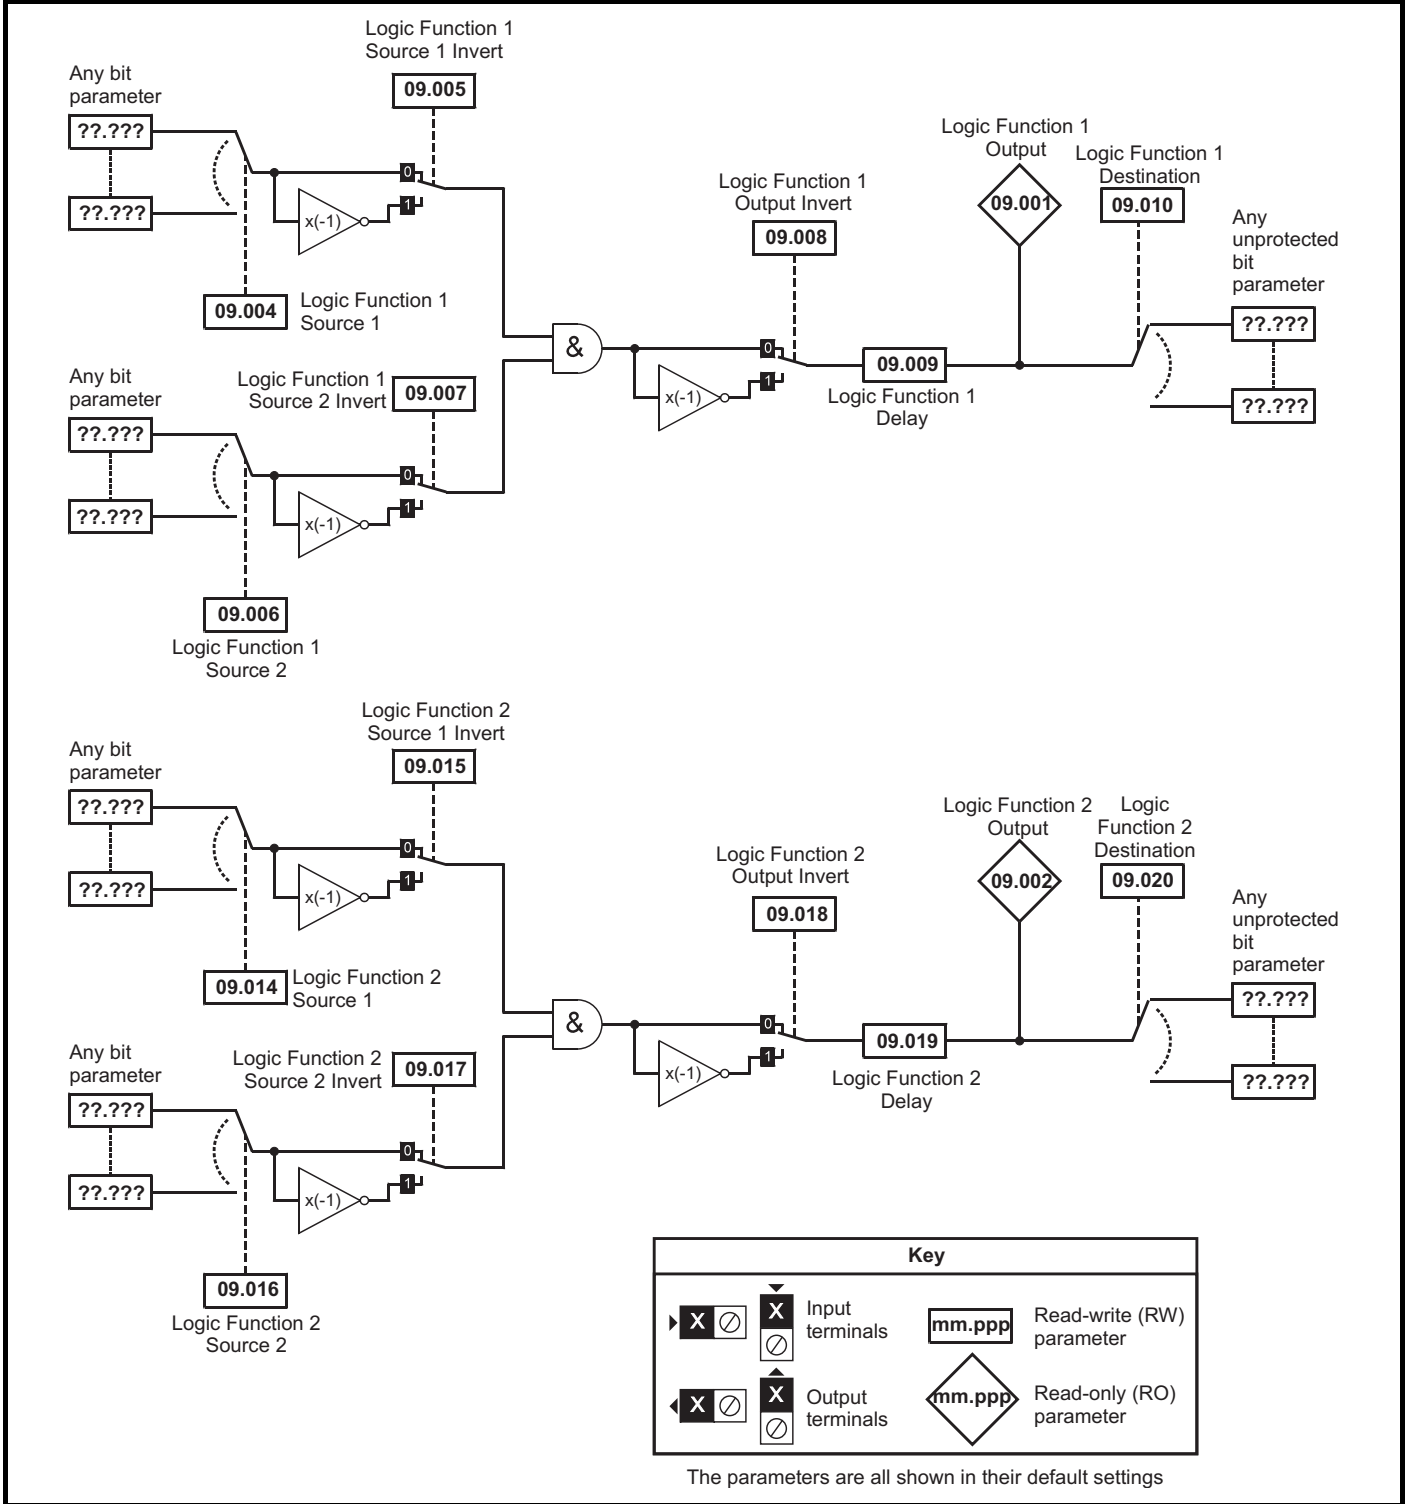 Logic Function 1
Source 1 Invert
09.005
Any bit
parameter
??.???
??.???
0
1
x(-1)
09.004
Logic Function 1
Source 1
Any bit
parameter
??.???
??.???
Logic Function 1
Source 2 Invert
09.007
0
1
x(-1)
09.006
Logic Function 1
Source 2
&
Logic Function 1
Output Invert
09.008
0
1
x(-1)
09.009
Logic Function 1
Delay
Logic Function 1
Output
09.001
Logic Function 1
Destination
09.010
Any
unprotected
bit
parameter
??.???
??.???
Logic Function 2
Source 1 Invert
09.015
Any bit
parameter
??.???
??.???
0
1
x(-1)
09.014
Logic Function 2
Source 1
Any bit
parameter
??.???
??.???
Logic Function 2
Source 2 Invert
09.017
0
1
x(-1)
09.016
Logic Function 2
Source 2
&
Logic Function 2
Output Invert
09.018
0
1
x(-1)
09.019
Logic Function 2
Delay
Logic Function 2
Output
09.002
Logic
Function 2
Destination
09.020
Any
unprotected
bit
parameter
??.???
??.???
Key
X
X
Input
terminals
mm.ppp
Read-write (RW)
parameter
X
X
Output
terminals
mm.ppp
Read-only (RO)
parameter
The parameters are all shown in their default settings